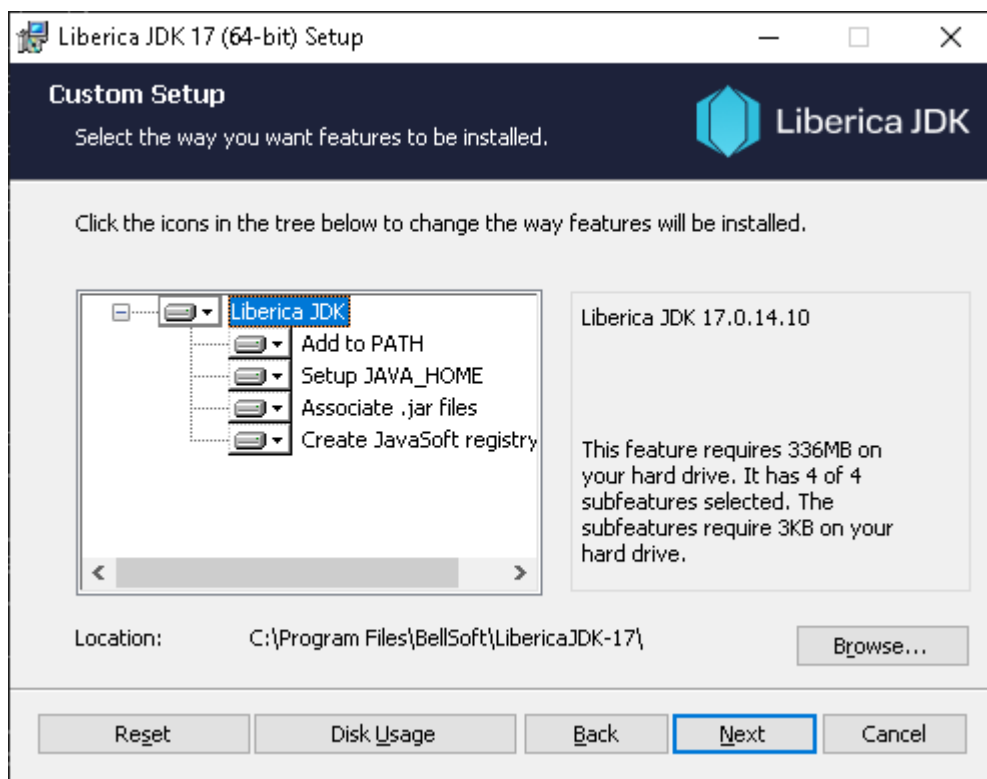 Liberica JDK 17 (64-bit) Setup
Custom Setup
Select the way you want features to be installed.
Liberica JDK
Click the icons in the tree below to change the way features will be installed.
Liberica JDK
Add to PATH
Setup JAVA_HOME
Associate .jar files
Create JavaSoft registry
Liberica JDK 17.0.14.10
This feature requires 336MB on
your hard drive. It has 4 of 4
subfeatures selected. The
subfeatures require 3KB on your
hard drive.
Location: C:\Program Files\BellSoft\LibericaJDK-17\
Browse...
Reset Disk Usage Back Next Cancel